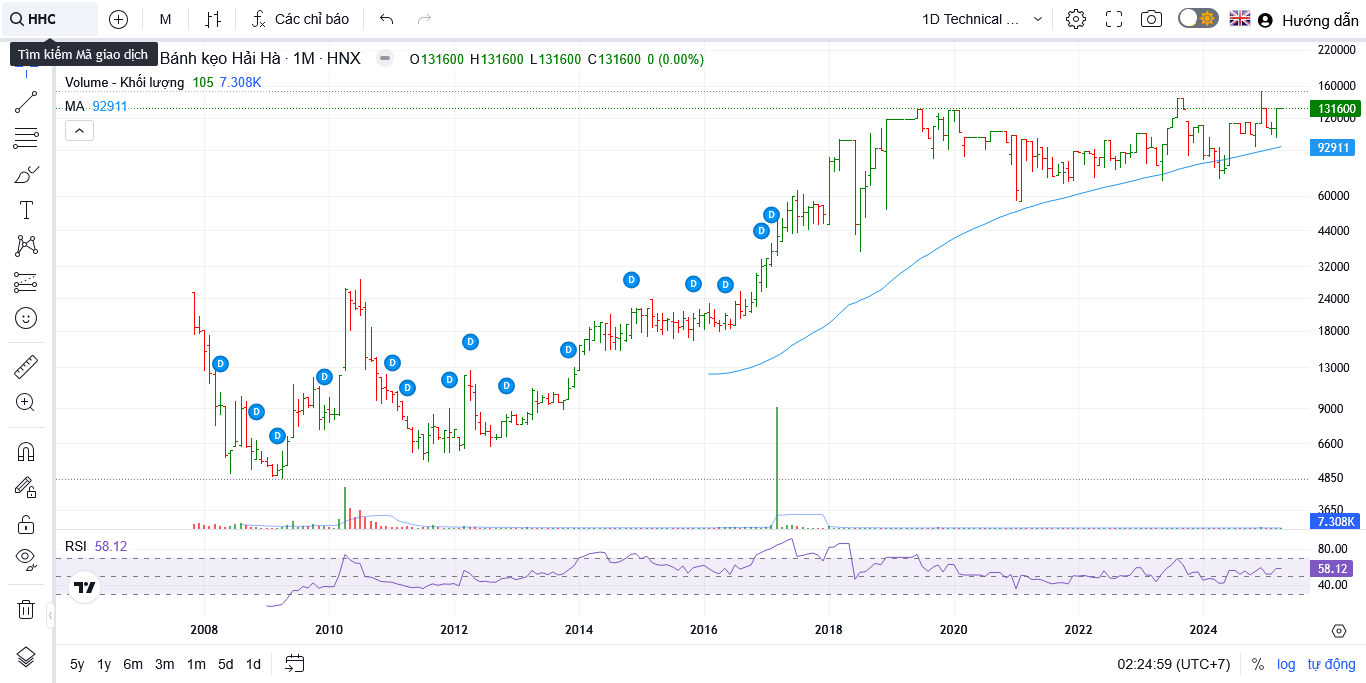 HHC
M
Các chỉ báo
1D Technical ...
Hướng dẫn
Tìm kiếm Mã giao dịch
Bánh kẹo Hải Hà · 1M · HNX
O131600 H131600 L131600 C131600 0 (0.00%)
Volume - Khối lượng 105 7.308K
MA 92911
220000
160000
131600
120000
92911
60000
44000
32000
24000
18000
13000
9000
6600
4850
3650
7.308K
D D D D D D D D D D D D D D D
RSI 58.12
80.00
58.12
40.00
2008 2010 2012 2014 2016 2018 2020 2022 2024
5y 1y 6m 3m 1m 5d 1d
02:24:59 (UTC+7)
% log tự động